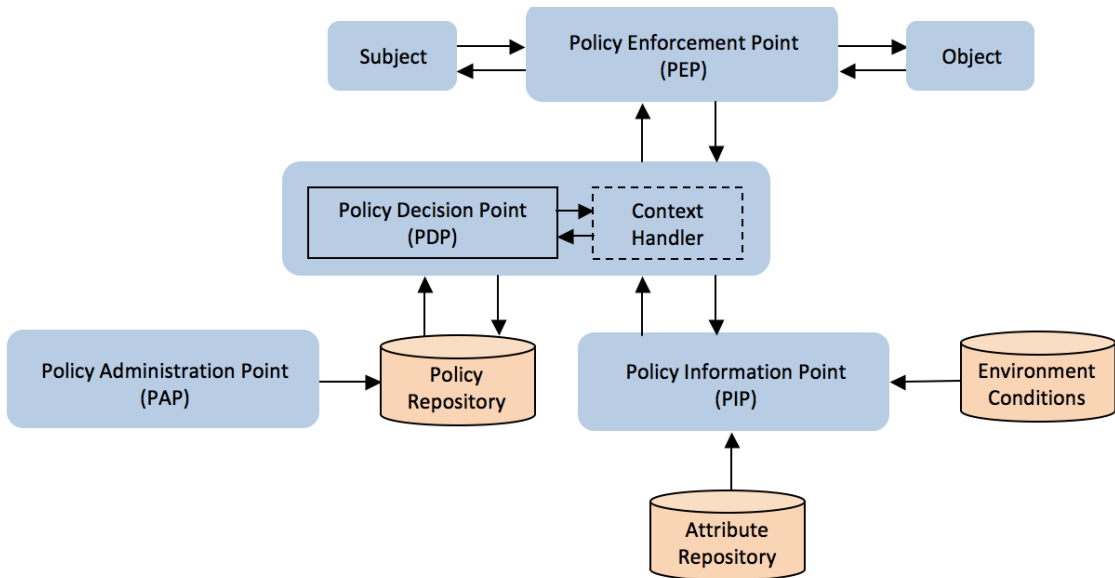 Subject
Policy Enforcement Point
(PEP)
Object
Policy Decision Point
(PDP)
Context
Handler
Policy Administration Point
(PAP)
Policy
Repository
Policy Information Point
(PIP)
Environment
Conditions
Attribute
Repository